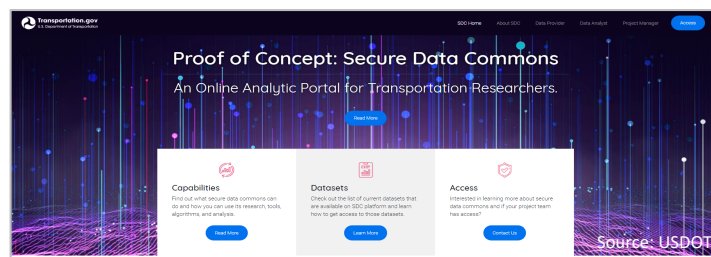 Transportation.gov
U.S. Department of Transportation
SDC Home About SDC Data Provider Data Analyst Project Manager Access
Proof of Concept: Secure Data Commons
An Online Analytic Portal for Transportation Researchers.
Read More
Capabilities
Find out what secure data commons can
do and how you can use its research, tools,
algorithms, and analysis.
Read More
Datasets
Check out the list of current datasets that
are available on SDC platform and learn
how to get access to those datasets.
Learn More
Access
Interested in learning more about secure
data commons and if your project team
has access?
Contact Us
Source: USDOT